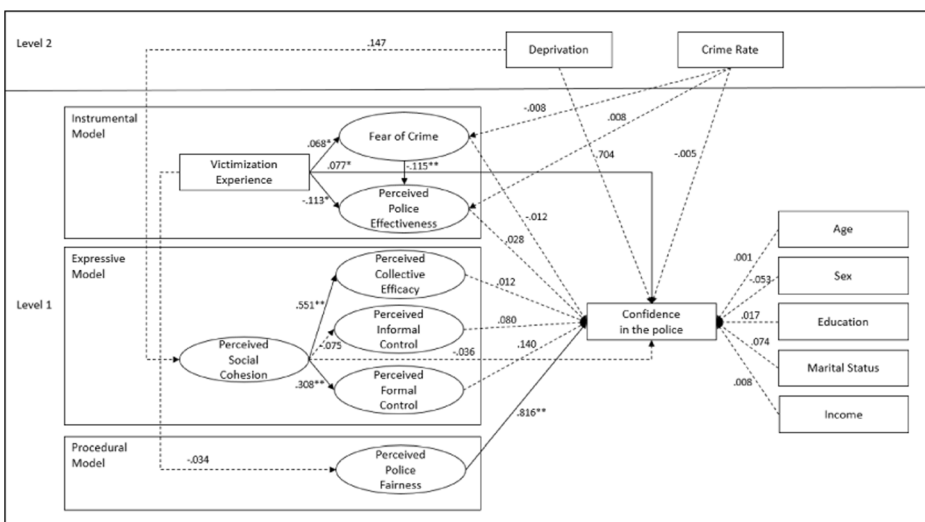 Level 2
.147
Deprivation
Crime Rate
Instrumental
Model
Fear of Crime
-.008
.008
.068*
Victimization
Experience
.077*
-.115**
.704
-.005
-.113*
Perceived
Police
Effectiveness
-.012
.028
Level 1
Expressive
Model
Perceived
Collective
Efficacy
.012
.551**
Perceived
Informal
Control
.080
-.075
Perceived
Social
Cohesion
-.036
.140
.308**
Perceived
Formal
Control
Confidence
in the police
Age
.001
Sex
-.053
Education
.017
Marital Status
.074
Income
.008
.816**
Procedural
Model
-.034
Perceived
Police
Fairness